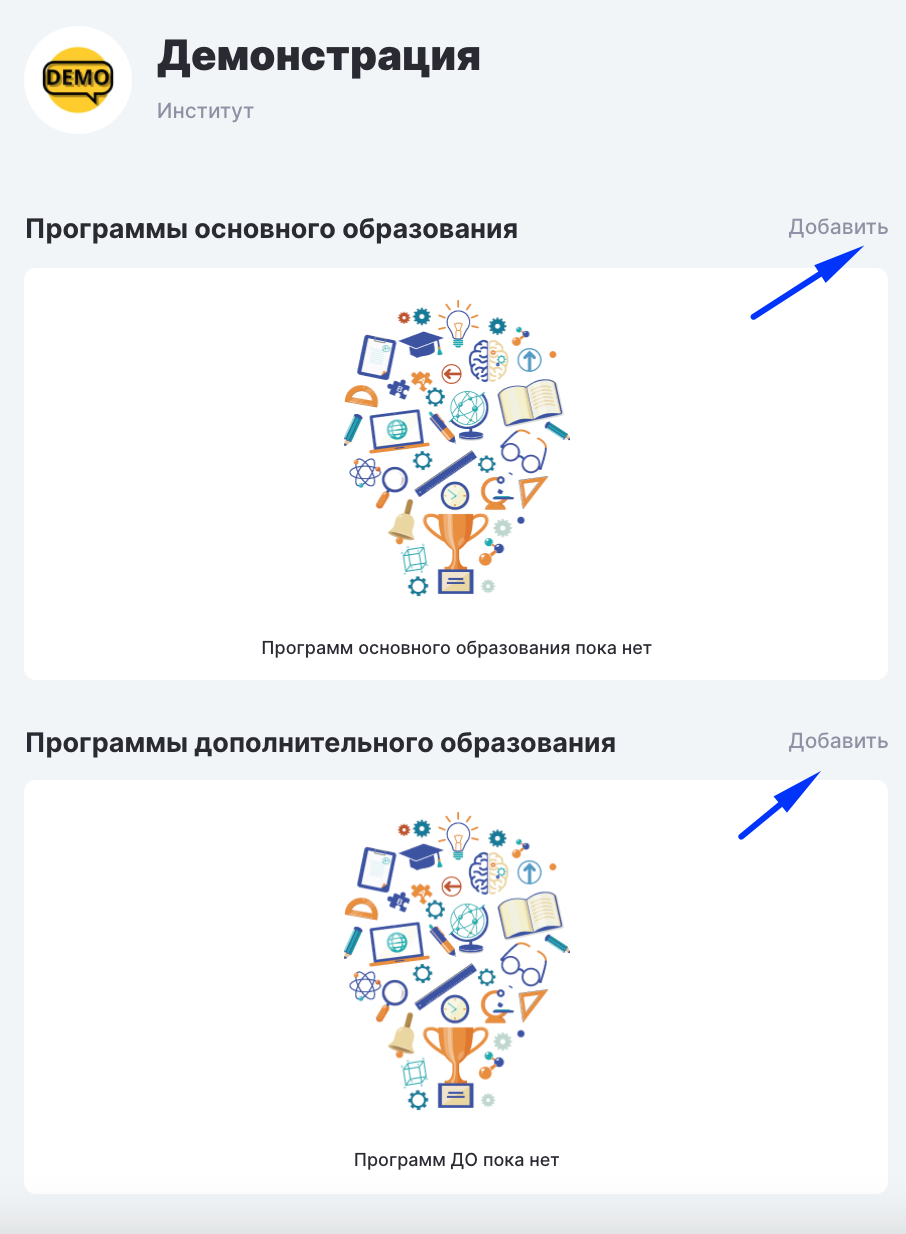 DEMO
Демонстрация
Институт
Программы основного образования
Добавить
Программ основного образования пока нет
Программы дополнительного образования
Добавить
Программ ДО пока нет